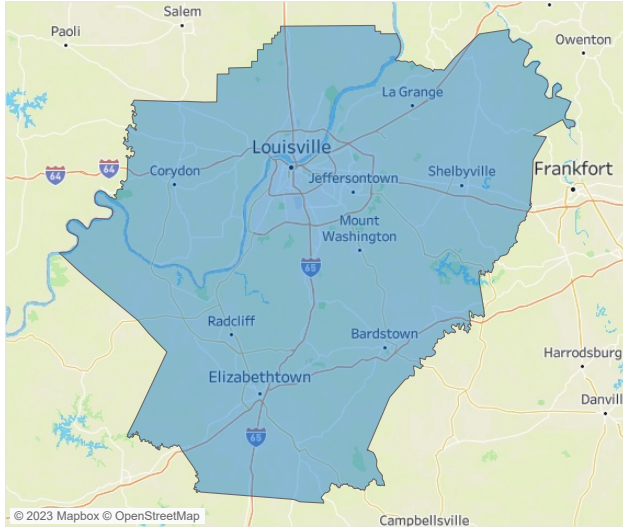 Salem
Paoli
Owenton
La Grange
Louisville
64
64
Corydon
Jeffersontown
Shelbyville
Frankfort
Mount
Washington
65
Radcliff
Bardstown
Harrodsburg
Elizabethtown
Danvill
65
© 2023 Mapbox © OpenStreetMap
Campbellsville